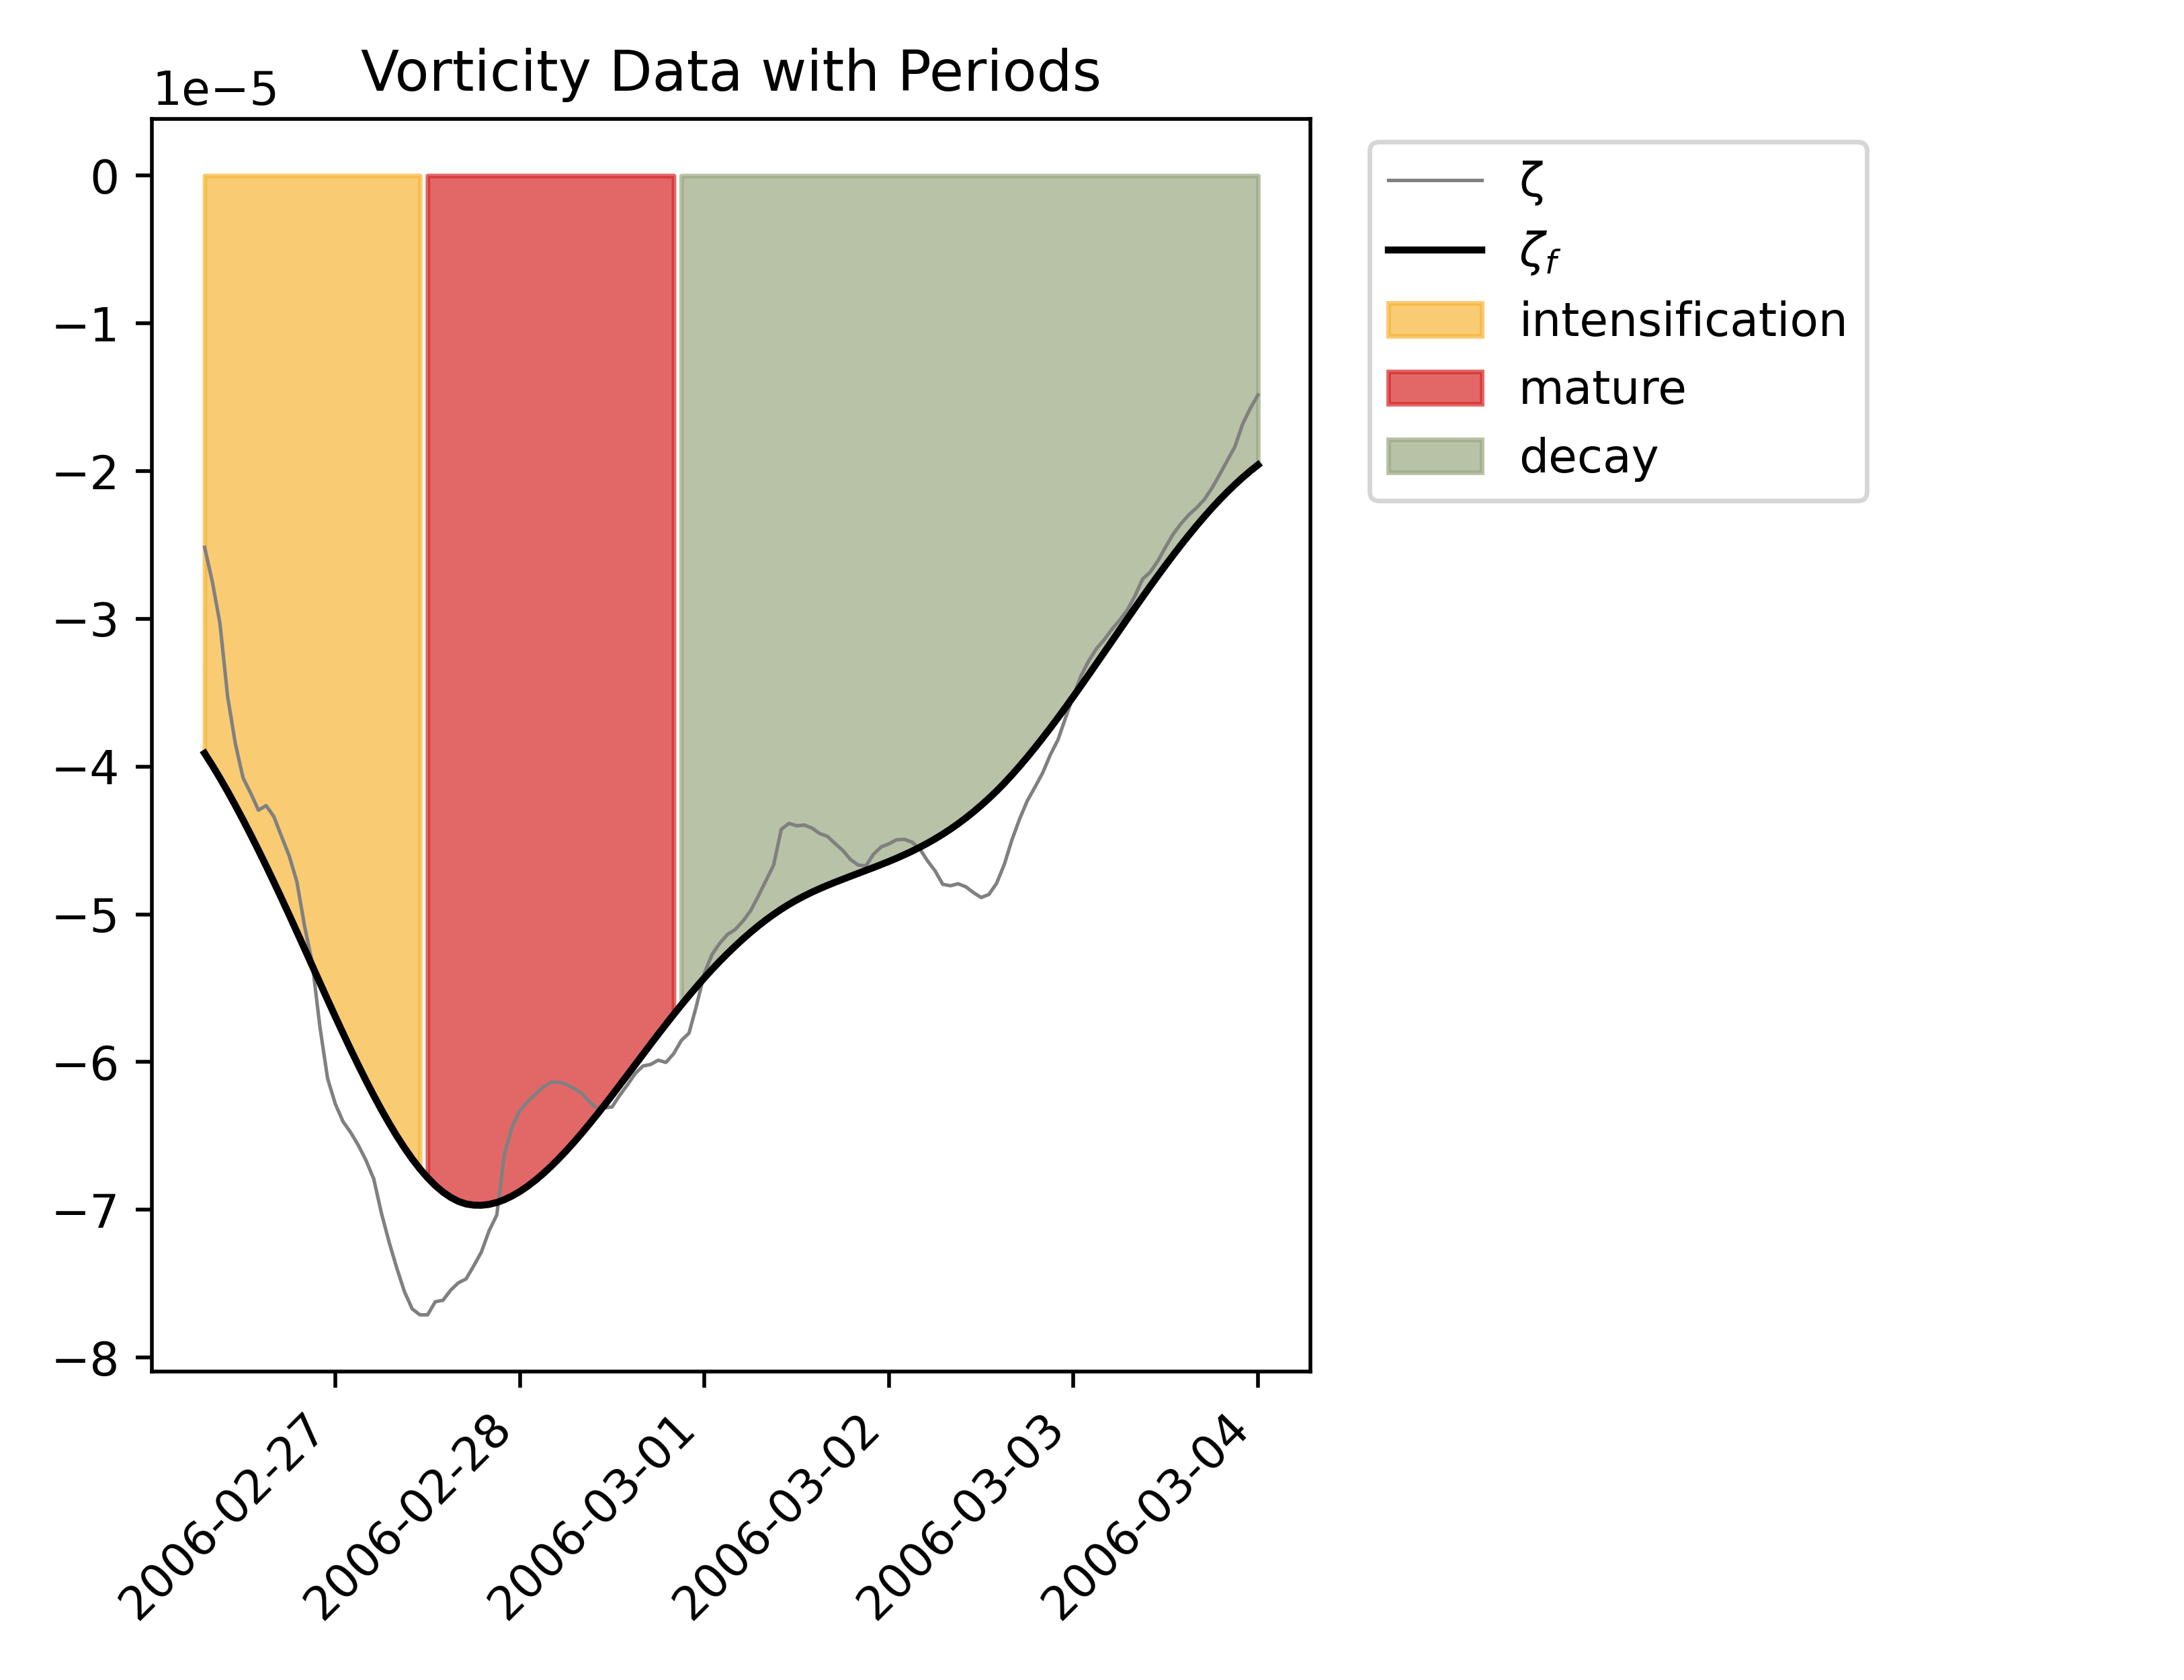 Vorticity Data with Periods
1e−5
0
−1
−2
−3
−4
−5
−6
−7
−8
2006-02-27
2006-02-28
2006-03-01
2006-03-02
2006-03-03
2006-03-04
ζ
ζf
intensification
mature
decay